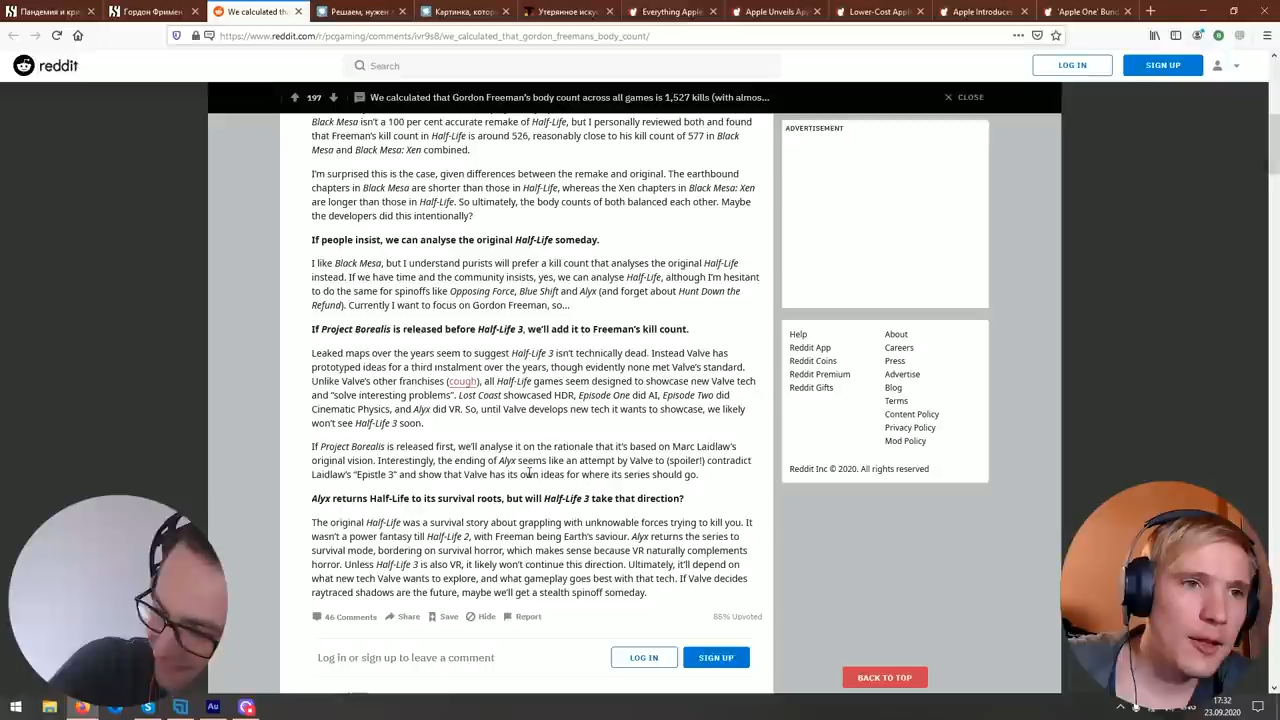 Пандемия и кри
Гордон Фримен
We calculated th
Решаем, нужен
Картинка, котор
Утерянное иску
Everything Apple
Apple Unveils App
Lower-Cost Appl
Apple Introduces
'Apple One' Bund
https://www.reddit.com/r/pcgaming/comments/ivr9s8/we_calculated_that_gordon_freemans_body_count/
reddit
Search
LOG IN
SIGN UP
197
We calculated that Gordon Freeman's body count across all games is 1,527 kills (with almos...
CLOSE
Black Mesa isn't a 100 per cent accurate remake of Half-Life, but I personally reviewed both and found
that Freeman's kill count in Half-Life is around 526, reasonably close to his kill count of 577 in Black
Mesa and Black Mesa: Xen combined.
I'm surprised this is the case, given differences between the remake and original. The earthbound
chapters in Black Mesa are shorter than those in Half-Life, whereas the Xen chapters in Black Mesa: Xen
are longer than those in Half-Life. So ultimately, the body counts of both balanced each other. Maybe
the developers did this intentionally?
If people insist, we can analyse the original Half-Life someday.
I like Black Mesa, but I understand purists will prefer a kill count that analyses the original Half-Life
instead. If we have time and the community insists, yes, we can analyse Half-Life, although I'm hesitant
to do the same for spinoffs like Opposing Force, Blue Shift and Alyx (and forget about Hunt Down the
Refund). Currently I want to focus on Gordon Freeman, so...
If Project Borealis is released before Half-Life 3, we'll add it to Freeman's kill count.
Leaked maps over the years seem to suggest Half-Life 3 isn't technically dead. Instead Valve has
prototyped ideas for a third instalment over the years, though evidently none met Valve's standard.
Unlike Valve's other franchises (cough), all Half-Life games seem designed to showcase new Valve tech
and "solve interesting problems". Lost Coast showcased HDR, Episode One did AI, Episode Two did
Cinematic Physics, and Alyx did VR. So, until Valve develops new tech it wants to showcase, we likely
won't see Half-Life 3 soon.
If Project Borealis is released first, we'll analyse it on the rationale that it's based on Marc Laidlaw's
original vision. Interestingly, the ending of Alyx seems like an attempt by Valve to (spoiler!) contradict
Laidlaw's "Epistle 3" and show that Valve has its own ideas for where its series should go.
Alyx returns Half-Life to its survival roots, but will Half-Life 3 take that direction?
The original Half-Life was a survival story about grappling with unknowable forces trying to kill you. It
wasn't a power fantasy till Half-Life 2, with Freeman being Earth's saviour. Alyx returns the series to
survival mode, bordering on survival horror, which makes sense because VR naturally complements
horror. Unless Half-Life 3 is also VR, it likely won't continue this direction. Ultimately, it'll depend on
what new tech Valve wants to explore, and what gameplay goes best with that tech. If Valve decides
raytraced shadows are the future, maybe we'll get a stealth spinoff someday.
46 Comments
Share
Save
Hide
Report
85% Upvoted
Log in or sign up to leave a comment
LOG IN
SIGN UP
ADVERTISEMENT
Help
About
Reddit App
Careers
Reddit Coins
Press
Reddit Premium
Advertise
Reddit Gifts
Blog
Terms
Content Policy
Privacy Policy
Mod Policy
Reddit Inc © 2020. All rights reserved
BACK TO TOP
Au
17:32
23.09.2020